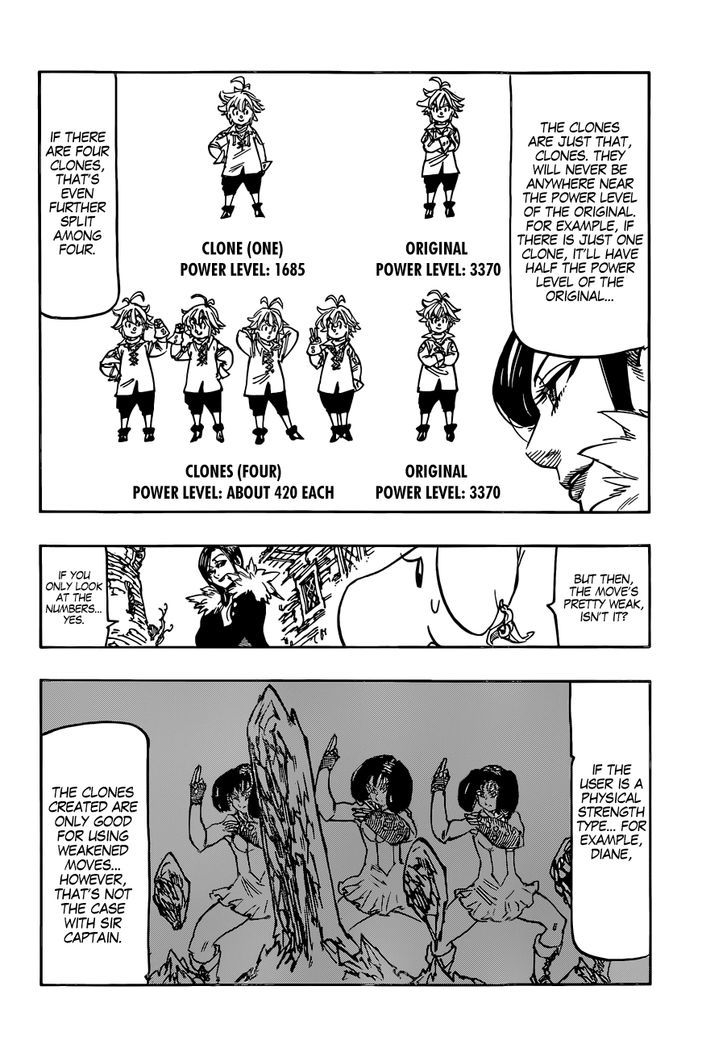 THE CLONES
ARE JUST THAT,
CLONES. THEY
WILL NEVER BE
ANYWHERE NEAR
THE POWER LEVEL
OF THE ORIGINAL.
FOR EXAMPLE, IF
THERE IS JUST ONE
CLONE, IT'LL HAVE
HALF THE POWER
LEVEL OF THE
ORIGINAL...
ORIGINAL
POWER LEVEL: 3370
CLONE (ONE)
POWER LEVEL: 1685
IF THERE
ARE FOUR
CLONES,
THAT'S
EVEN
FURTHER
SPLIT
AMONG
FOUR.
ORIGINAL
POWER LEVEL: 3370
CLONES (FOUR)
POWER LEVEL: ABOUT 420 EACH
BUT THEN,
THE MOVE'S
PRETTY WEAK,
ISN'T IT?
IF YOU
ONLY LOOK
AT THE
NUMBERS...
YES.
IF THE
USER IS A
PHYSICAL
STRENGTH
TYPE... FOR
EXAMPLE,
DIANE,
THE CLONES
CREATED ARE
ONLY GOOD
FOR USING
WEAKENED
MOVES...
HOWEVER,
THAT'S NOT
THE CASE
WITH SIR
CAPTAIN.